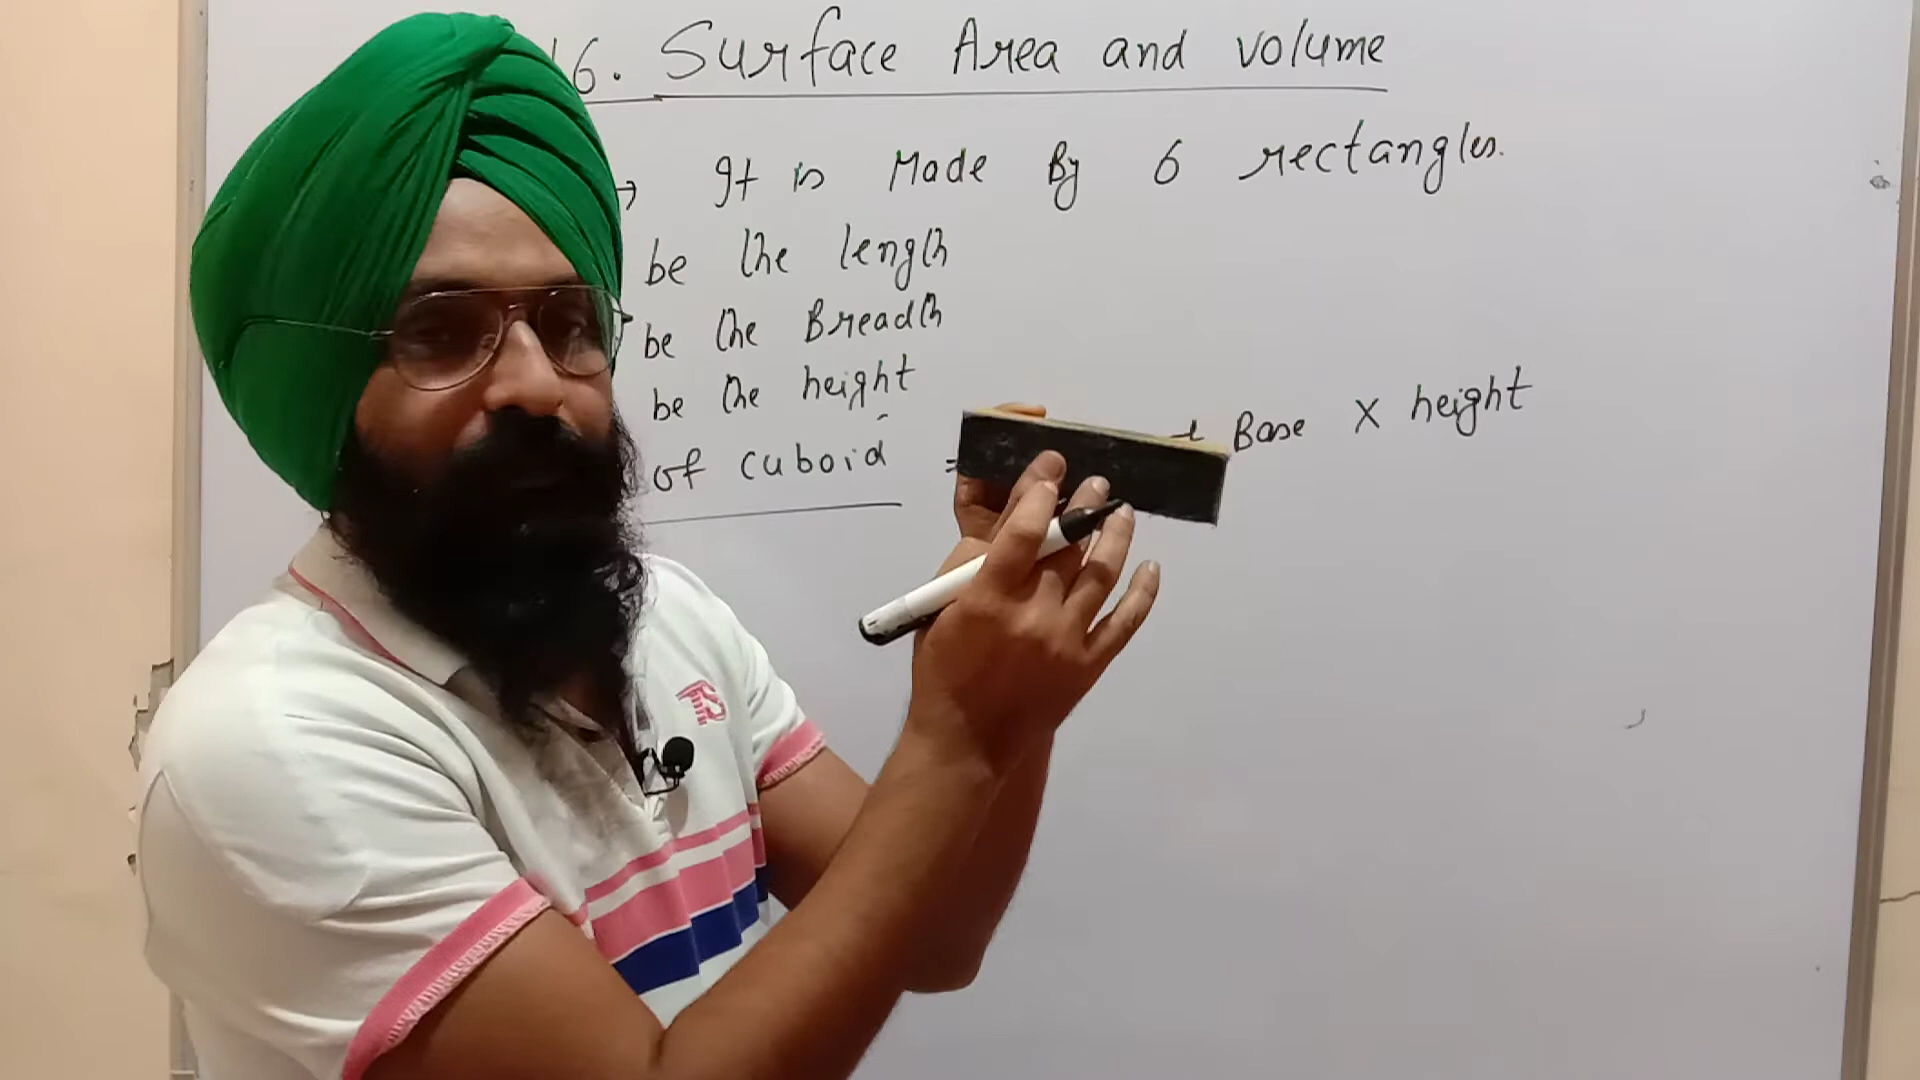 16. Surface Area and volume
→ It is Made By 6 rectangles.
be the length
be the Breadth
be the height
of cuboid = Base X height